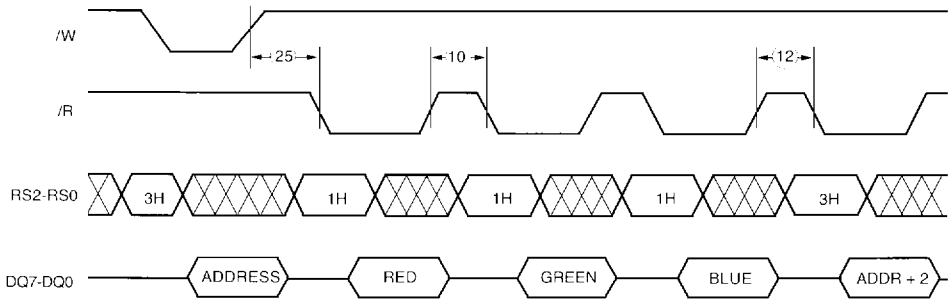 /W
25
10
12
/R
RS2-RS0
3H
1H
1H
1H
3H
DQ7-DQ0
ADDRESS
RED
GREEN
BLUE
ADDR + 2